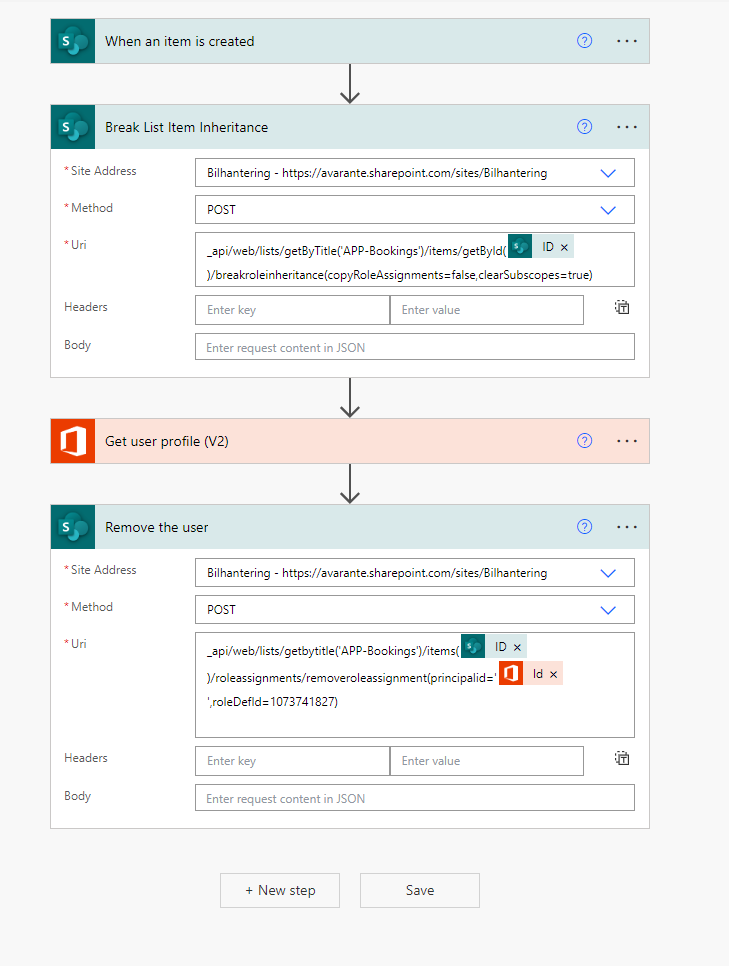 When an item is created
Break List Item Inheritance
* Site Address
Bilhantering - https://avarante.sharepoint.com/sites/Bilhantering
* Method
POST
* Uri
_api/web/lists/getByTitle('APP-Bookings')/items/getById( S ID ×
)/breakroleinheritance(copyRoleAssignments=false,clearSubscopes=true)
Headers
Enter key Enter value
Body
Enter request content in JSON
Get user profile (V2)
Remove the user
* Site Address
Bilhantering - https://avarante.sharepoint.com/sites/Bilhantering
* Method
POST
* Uri
_api/web/lists/getbytitle('APP-Bookings')/items( S ID ×
)/roleassignments/removeroleassignment(principalid=' Id ×
',roleDefId=1073741827)
Headers
Enter key Enter value
Body
Enter request content in JSON
+ New step Save